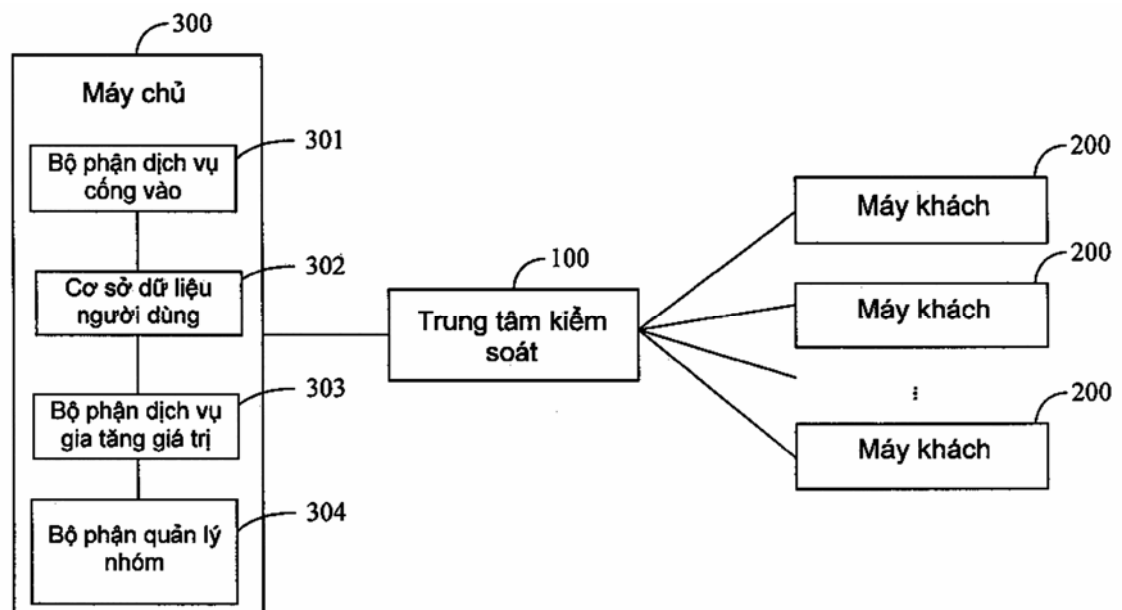 300
Máy chủ
301
Bộ phận dịch vụ
cống vào
302
Cơ sở dữ liệu
người dùng
303
Bộ phận dịch vụ
gia tăng giá trị
304
Bộ phận quản lý
nhóm
100
Trung tâm kiểm
soát
200
Máy khách
200
Máy khách
200
Máy khách